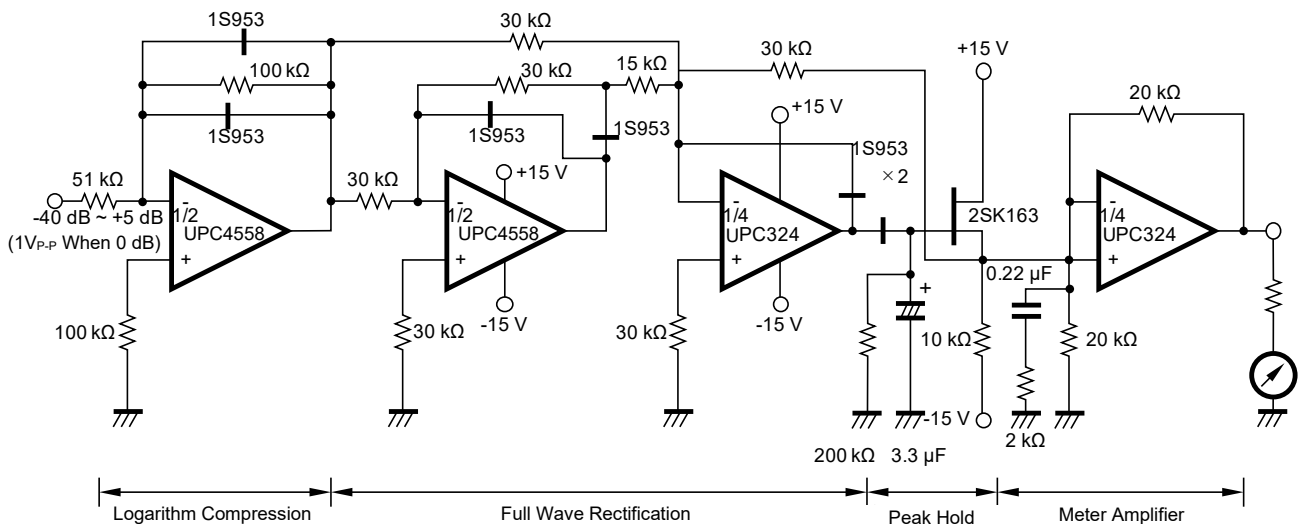 1S953
100 kΩ
1S953
51 kΩ
-40 dB ~ +5 dB
(1VP-P When 0 dB)
-
1/2
UPC4558
+
100 kΩ
30 kΩ
30 kΩ
15 kΩ
1S953
1S953
30 kΩ
+15 V
-
1/2
UPC4558
+
-15 V
30 kΩ
30 kΩ
+15 V
1S953
×2
-
1/4
UPC324
+
-15 V
30 kΩ
+15 V
2SK163
+
200 kΩ
3.3 µF
10 kΩ
-15 V
0.22 µF
2 kΩ
20 kΩ
20 kΩ
-
1/4
UPC324
+
Logarithm Compression
Full Wave Rectification
Peak Hold
Meter Amplifier